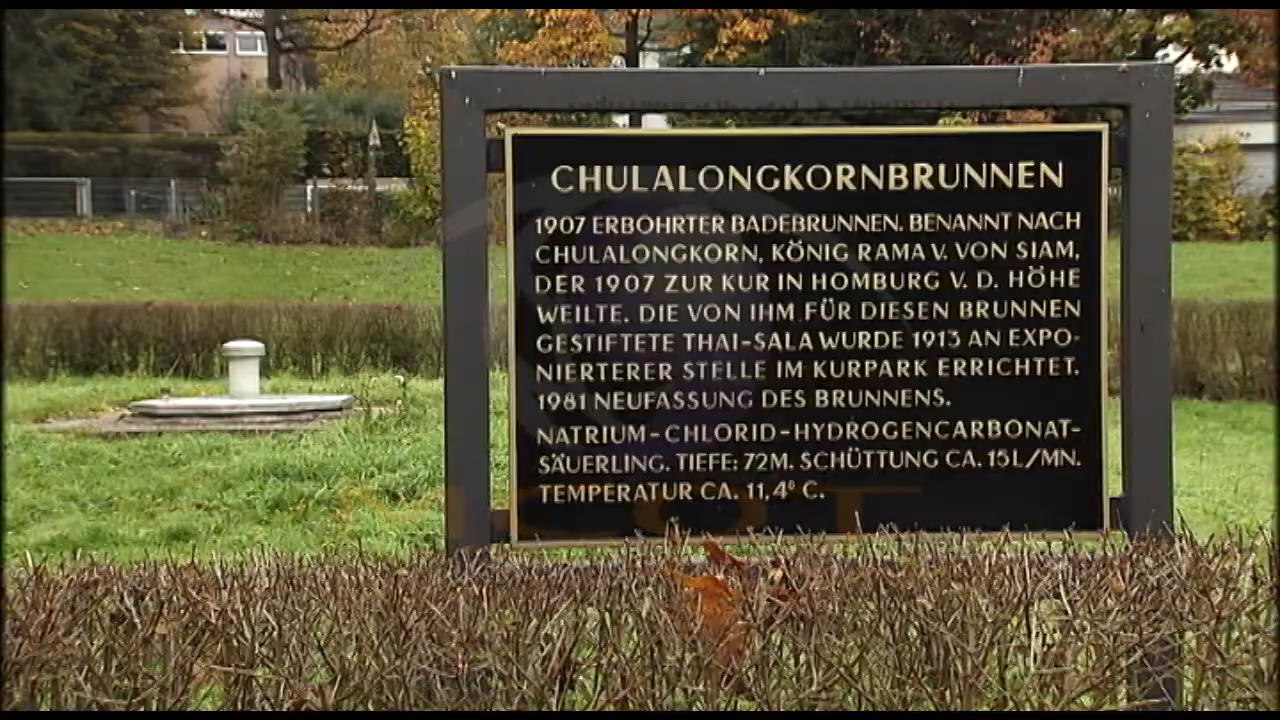 CHULALONGKORNBRUNNEN
1907 ERBOHRTER BADEBRUNNEN. BENANNT NACH
CHULALONGKORN, KÖNIG RAMA V. VON SIAM,
DER 1907 ZUR KUR IN HOMBURG V. D. HÖHE
WEILTE. DIE VON IHM FÜR DIESEN BRUNNEN
GESTIFTETE THAI-SALA WURDE 1913 AN EXPO-
NIERTERER STELLE IM KURPARK ERRICHTET.
1981 NEUFASSUNG DES BRUNNENS.
NATRIUM-CHLORID-HYDROGENCARBONAT-
SÄUERLING. TIEFE: 72M. SCHÜTTUNG CA. 15L/MN.
TEMPERATUR CA. 11,4° C.